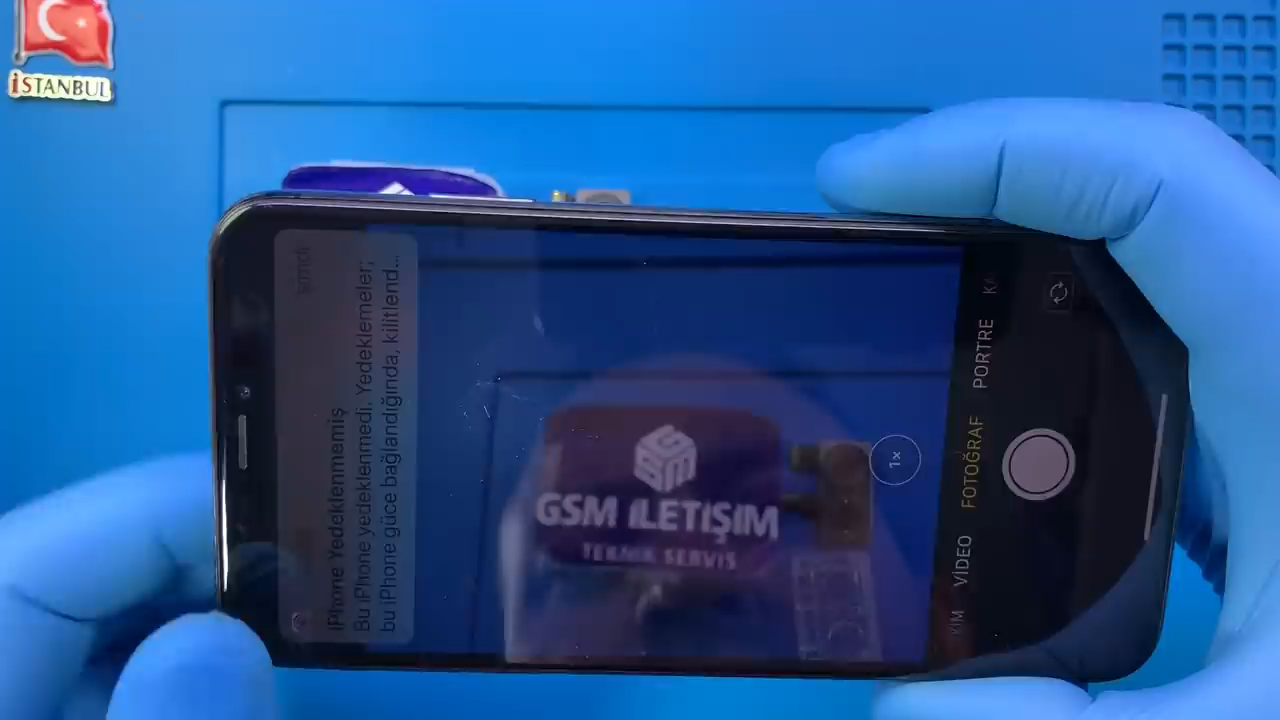 İSTANBUL
şimdi
iPhone Yedeklenmemiş
Bu iPhone yedeklenmedi. Yedeklemeler;
bu iPhone güce bağlandığında, kilitlend...
GSM İLETİŞİM
TEKNİK SERVİS
1x
VİDEO
FOTOĞRAF
PORTRE